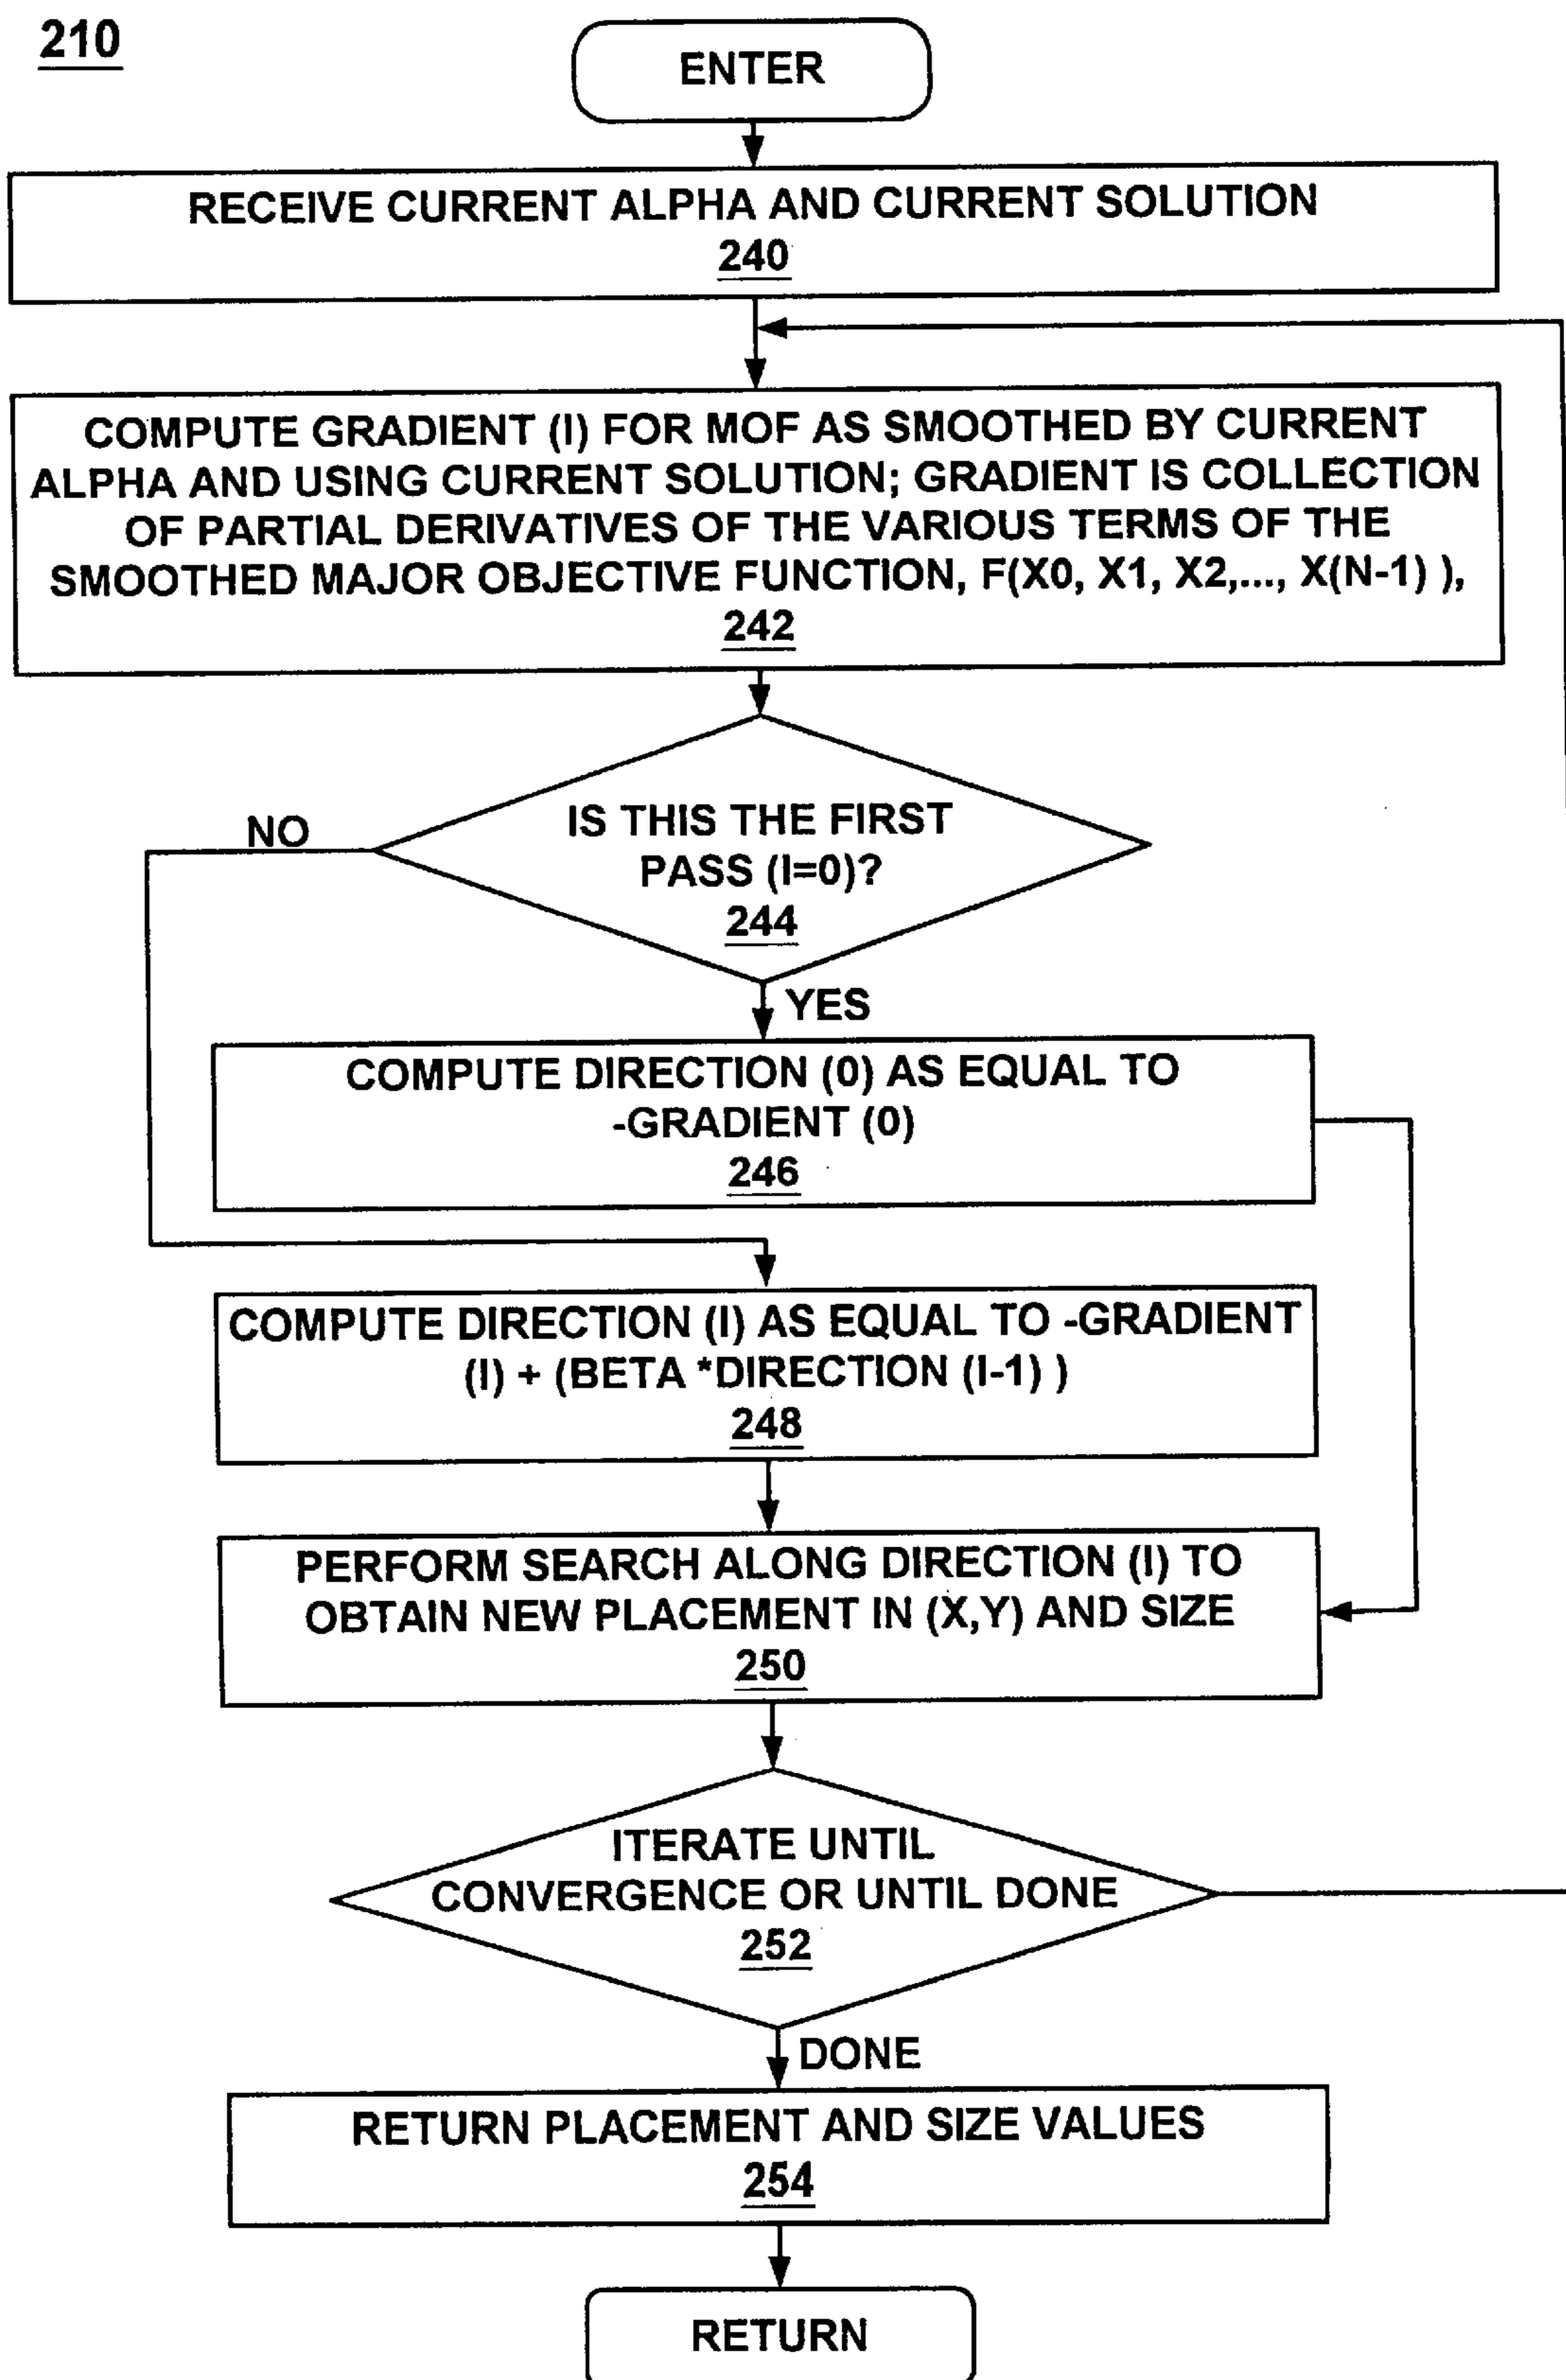 210
ENTER
RECEIVE CURRENT ALPHA AND CURRENT SOLUTION
240
COMPUTE GRADIENT (I) FOR MOF AS SMOOTHED BY CURRENT
ALPHA AND USING CURRENT SOLUTION; GRADIENT IS COLLECTION
OF PARTIAL DERIVATIVES OF THE VARIOUS TERMS OF THE
SMOOTHED MAJOR OBJECTIVE FUNCTION, F(X0, X1, X2,..., X(N-1) ),
242
NO
IS THIS THE FIRST
PASS (I=0)?
244
YES
COMPUTE DIRECTION (0) AS EQUAL TO
-GRADIENT (0)
246
COMPUTE DIRECTION (I) AS EQUAL TO -GRADIENT
(I) + (BETA *DIRECTION (I-1) )
248
PERFORM SEARCH ALONG DIRECTION (I) TO
OBTAIN NEW PLACEMENT IN (X,Y) AND SIZE
250
ITERATE UNTIL
CONVERGENCE OR UNTIL DONE
252
DONE
RETURN PLACEMENT AND SIZE VALUES
254
RETURN